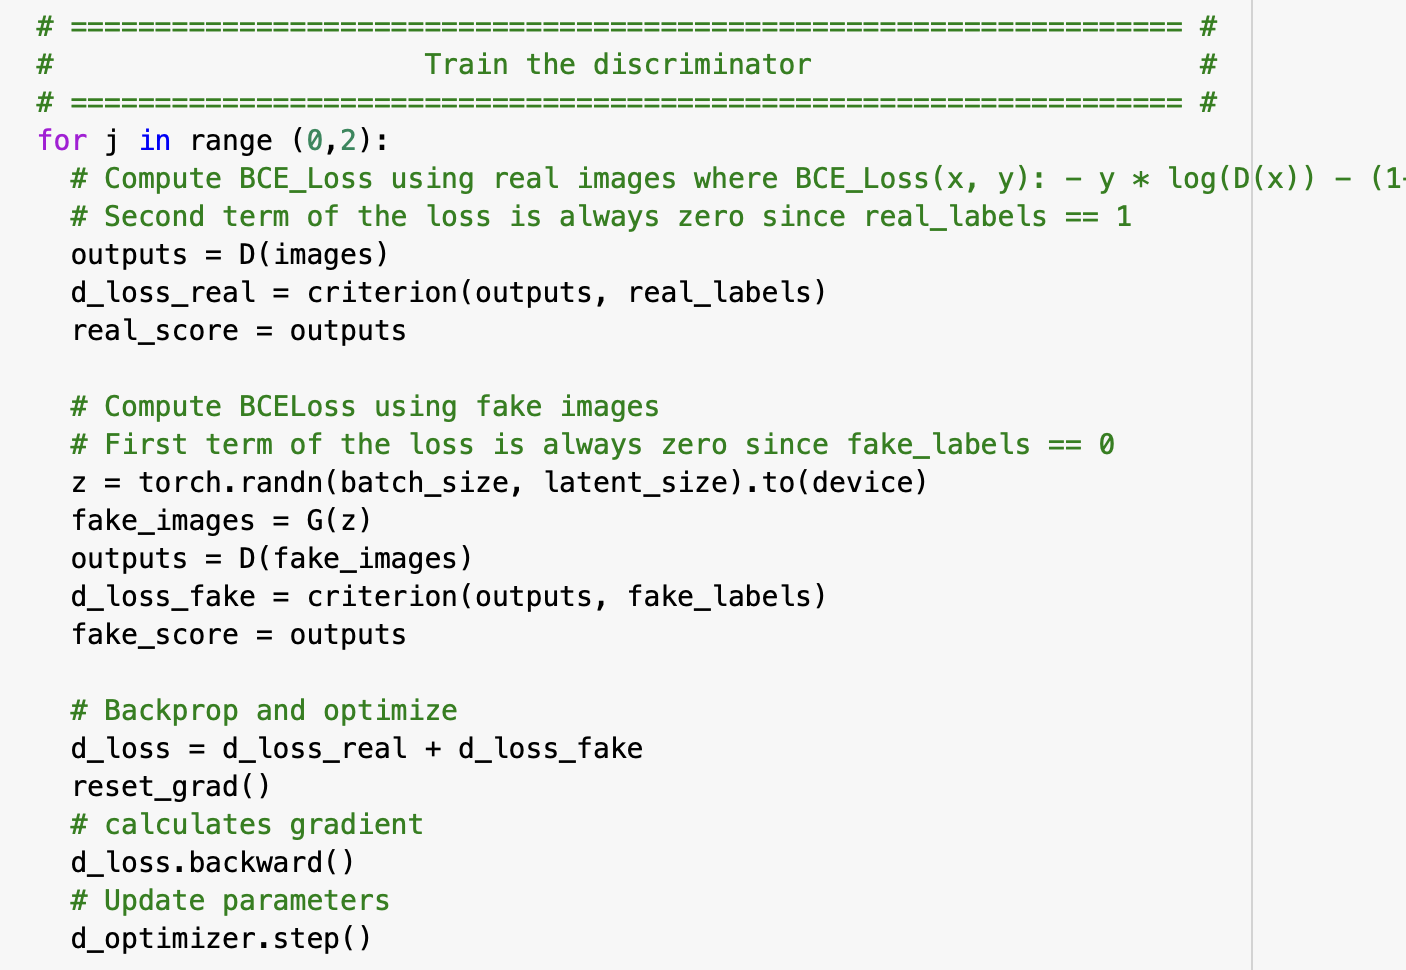 # ================================================================== #
#                      Train the discriminator                       #
# ================================================================== #
for j in range (0,2):
  # Compute BCE_Loss using real images where BCE_Loss(x, y): - y * log(D(x)) - (1-
  # Second term of the loss is always zero since real_labels == 1
  outputs = D(images)
  d_loss_real = criterion(outputs, real_labels)
  real_score = outputs

  # Compute BCELoss using fake images
  # First term of the loss is always zero since fake_labels == 0
  z = torch.randn(batch_size, latent_size).to(device)
  fake_images = G(z)
  outputs = D(fake_images)
  d_loss_fake = criterion(outputs, fake_labels)
  fake_score = outputs

  # Backprop and optimize
  d_loss = d_loss_real + d_loss_fake
  reset_grad()
  # calculates gradient
  d_loss.backward()
  # Update parameters
  d_optimizer.step()